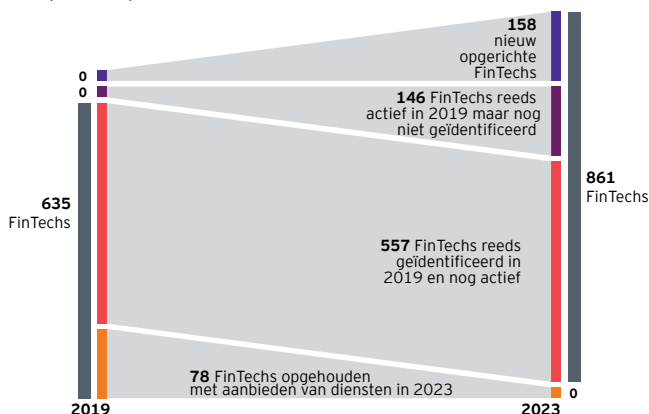 158
nieuw
opgerichte
FinTechs
0
0
146 FinTechs reeds
actief in 2019 maar nog
niet geïdentificeerd
635
FinTechs
861
FinTechs
557 FinTechs reeds
geïdentificeerd in
2019 en nog actief
78 FinTechs opgehouden
met aanbieden van diensten in 2023
0
2019
2023